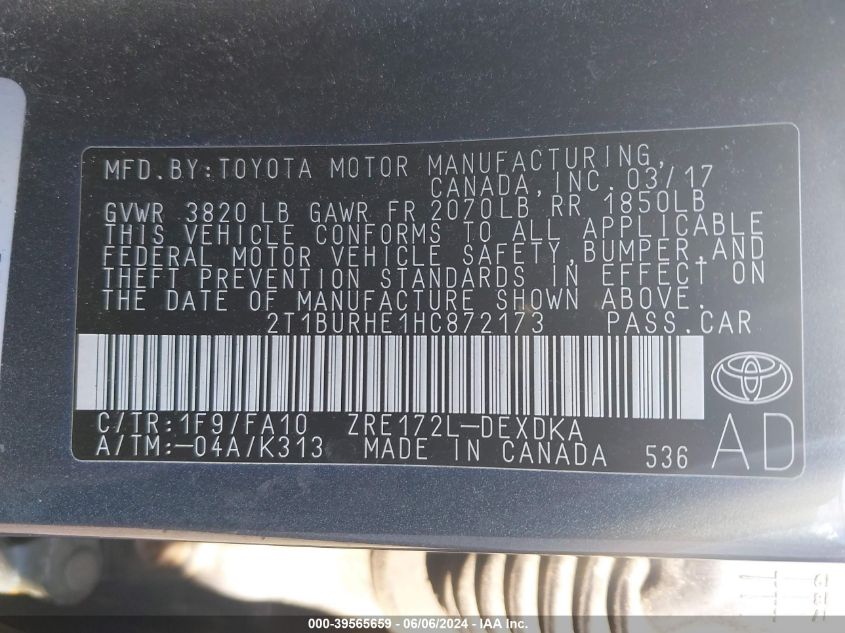 MFD.BY:TOYOTA MOTOR MANUFACTURING,
CANADA,INC.03/17
GVWR 3820 LB GAWR FR 2070LB RR 1850LB
THIS VEHICLE CONFORMS TO ALL APPLICABLE
FEDERAL MOTOR VEHICLE SAFETY,BUMPER,AND
THEFT PREVENTION STANDARDS IN EFFECT ON
THE DATE OF MANUFACTURE SHOWN ABOVE.
2T1BURHE1HC872173 PASS.CAR
C/TR:1F9/FA10 ZRE172L-DEXDKA
A/TM:-04A/K313 MADE IN CANADA 536 AD
000-39565659 - 06/06/2024 - IAA Inc.